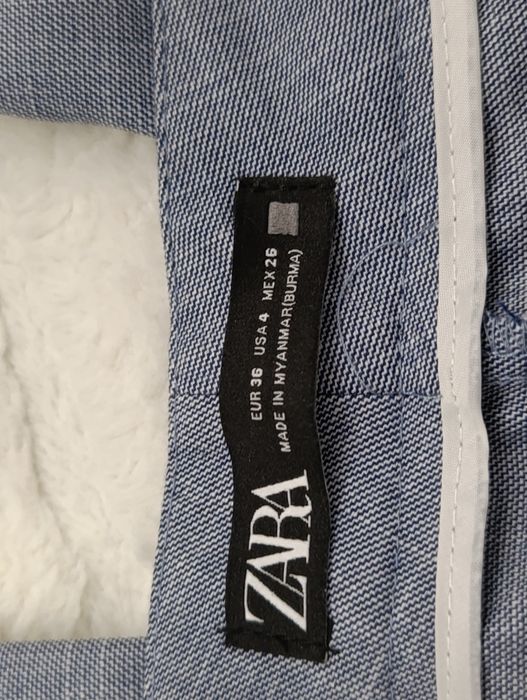 ZARA
EUR 36 USA 4 MEX 26
MADE IN MYANMAR(BURMA)